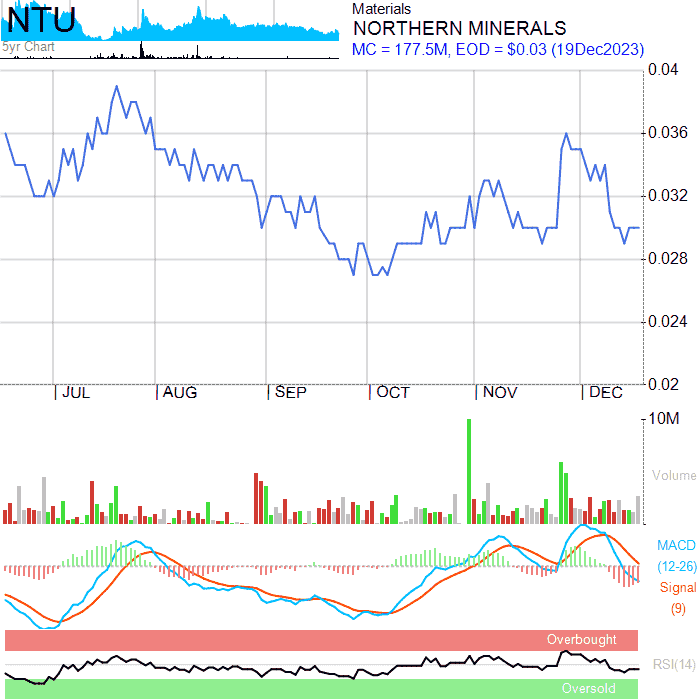 NTU
5yr Chart
Materials
NORTHERN MINERALS
MC = 177.5M, EOD = $0.03 (19Dec2023)
0.04
0.036
0.032
0.028
0.024
0.02
JUL AUG SEP OCT NOV DEC
10M
Volume
MACD
(12-26)
Signal
(9)
Overbought
RSI(14)
Oversold